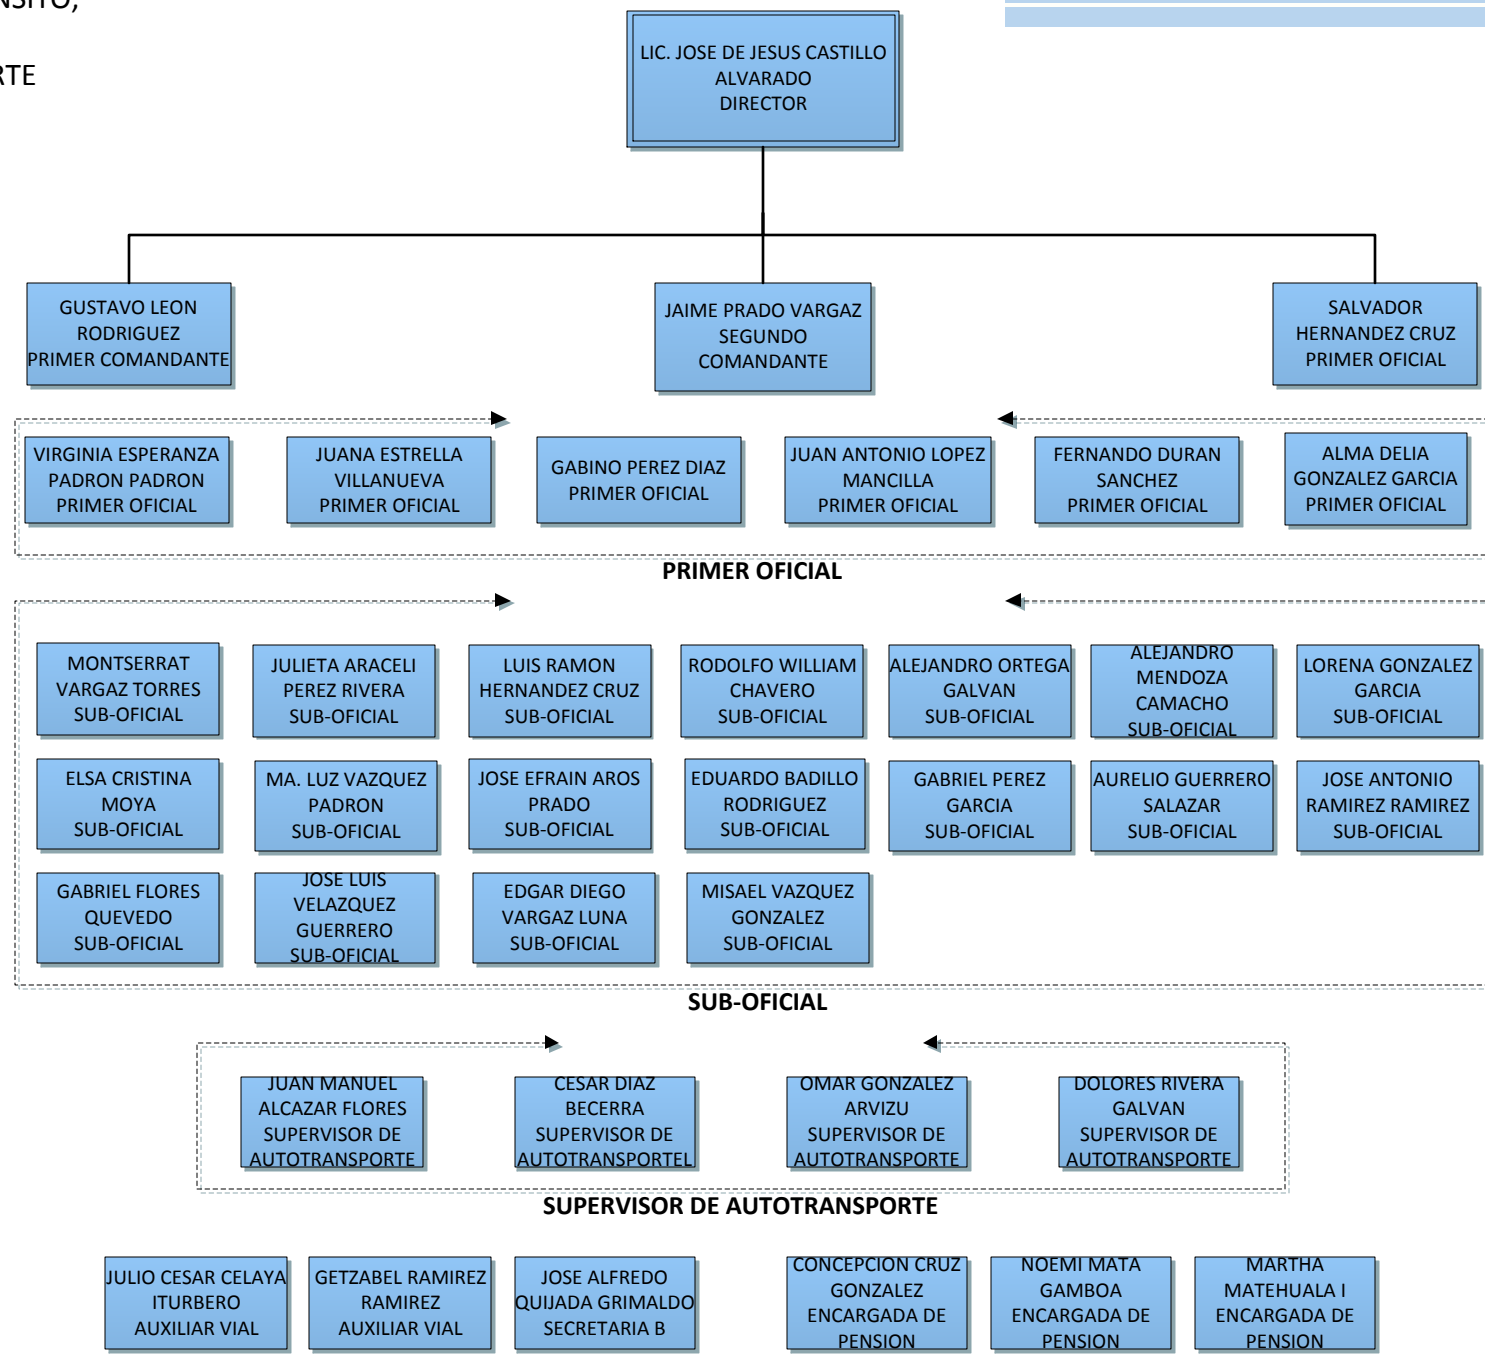 NSITO,
RTE
LIC. JOSE DE JESUS CASTILLO
ALVARADO
DIRECTOR
GUSTAVO LEON
RODRIGUEZ
PRIMER COMANDANTE
JAIME PRADO VARGAZ
SEGUNDO
COMANDANTE
SALVADOR
HERNANDEZ CRUZ
PRIMER OFICIAL
VIRGINIA ESPERANZA
PADRON PADRON
PRIMER OFICIAL
JUANA ESTRELLA
VILLANUEVA
PRIMER OFICIAL
GABINO PEREZ DIAZ
PRIMER OFICIAL
JUAN ANTONIO LOPEZ
MANCILLA
PRIMER OFICIAL
FERNANDO DURAN
SANCHEZ
PRIMER OFICIAL
ALMA DELIA
GONZALEZ GARCIA
PRIMER OFICIAL
PRIMER OFICIAL
MONTSERRAT
VARGAZ TORRES
SUB-OFICIAL
JULIETA ARACELI
PEREZ RIVERA
SUB-OFICIAL
LUIS RAMON
HERNANDEZ CRUZ
SUB-OFICIAL
RODOLFO WILLIAM
CHAVERO
SUB-OFICIAL
ALEJANDRO ORTEGA
GALVAN
SUB-OFICIAL
ALEJANDRO
MENDOZA
CAMACHO
SUB-OFICIAL
LORENA GONZALEZ
GARCIA
SUB-OFICIAL
ELSA CRISTINA
MOYA
SUB-OFICIAL
MA. LUZ VAZQUEZ
PADRON
SUB-OFICIAL
JOSE EFRAIN AROS
PRADO
SUB-OFICIAL
EDUARDO BADILLO
RODRIGUEZ
SUB-OFICIAL
GABRIEL PEREZ
GARCIA
SUB-OFICIAL
AURELIO GUERRERO
SALAZAR
SUB-OFICIAL
JOSE ANTONIO
RAMIREZ RAMIREZ
SUB-OFICIAL
GABRIEL FLORES
QUEVEDO
SUB-OFICIAL
JOSE LUIS
VELAZQUEZ
GUERRERO
SUB-OFICIAL
EDGAR DIEGO
VARGAZ LUNA
SUB-OFICIAL
MISAEL VAZQUEZ
GONZALEZ
SUB-OFICIAL
SUB-OFICIAL
JUAN MANUEL
ALCAZAR FLORES
SUPERVISOR DE
AUTOTRANSPORTE
CESAR DIAZ
BECERRA
SUPERVISOR DE
AUTOTRANSPORTEL
OMAR GONZALEZ
ARVIZU
SUPERVISOR DE
AUTOTRANSPORTE
DOLORES RIVERA
GALVAN
SUPERVISOR DE
AUTOTRANSPORTE
SUPERVISOR DE AUTOTRANSPORTE
JULIO CESAR CELAYA
ITURBERO
AUXILIAR VIAL
GETZABEL RAMIREZ
RAMIREZ
AUXILIAR VIAL
JOSE ALFREDO
QUIJADA GRIMALDO
SECRETARIA B
CONCEPCION CRUZ
GONZALEZ
ENCARGADA DE
PENSION
NOEMI MATA
GAMBOA
ENCARGADA DE
PENSION
MARTHA
MATEHUALA I
ENCARGADA DE
PENSION